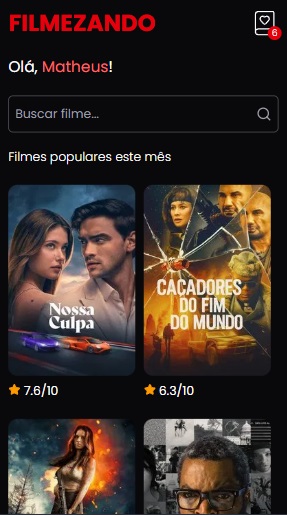 FILMEZANDO
6
Olá, Matheus!
Buscar filme...
Filmes populares este mês
Nossa
Culpa
CAÇADORES
DO FIM
DO MUNDO
7.6/10
6.3/10